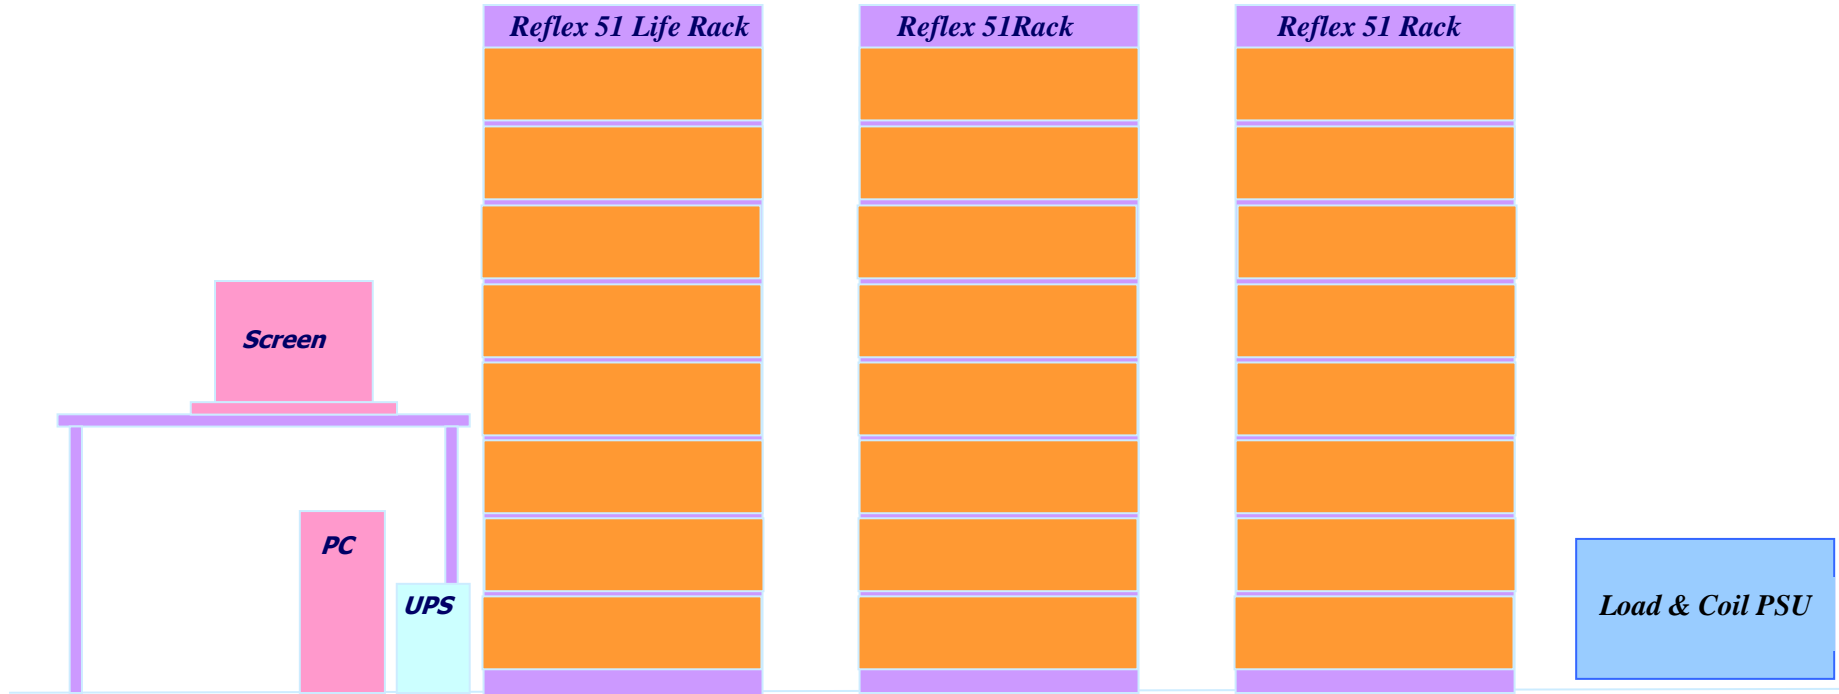 Reflex 51 Life Rack
Reflex 51Rack
Reflex 51 Rack
Screen
PC
UPS
Load & Coil PSU